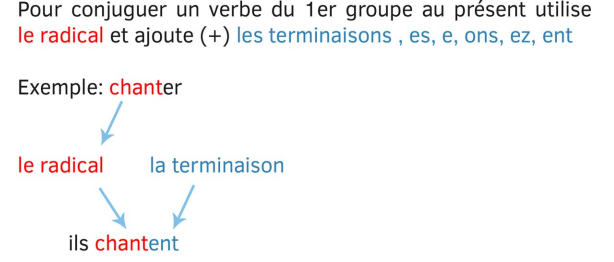 Pour conjuguer un verbe du 1er groupe au présent utilise
le radical et ajoute (+) les terminaisons , es, e, ons, ez, ent
Exemple: chanter
le radical la terminaison
ils chantent